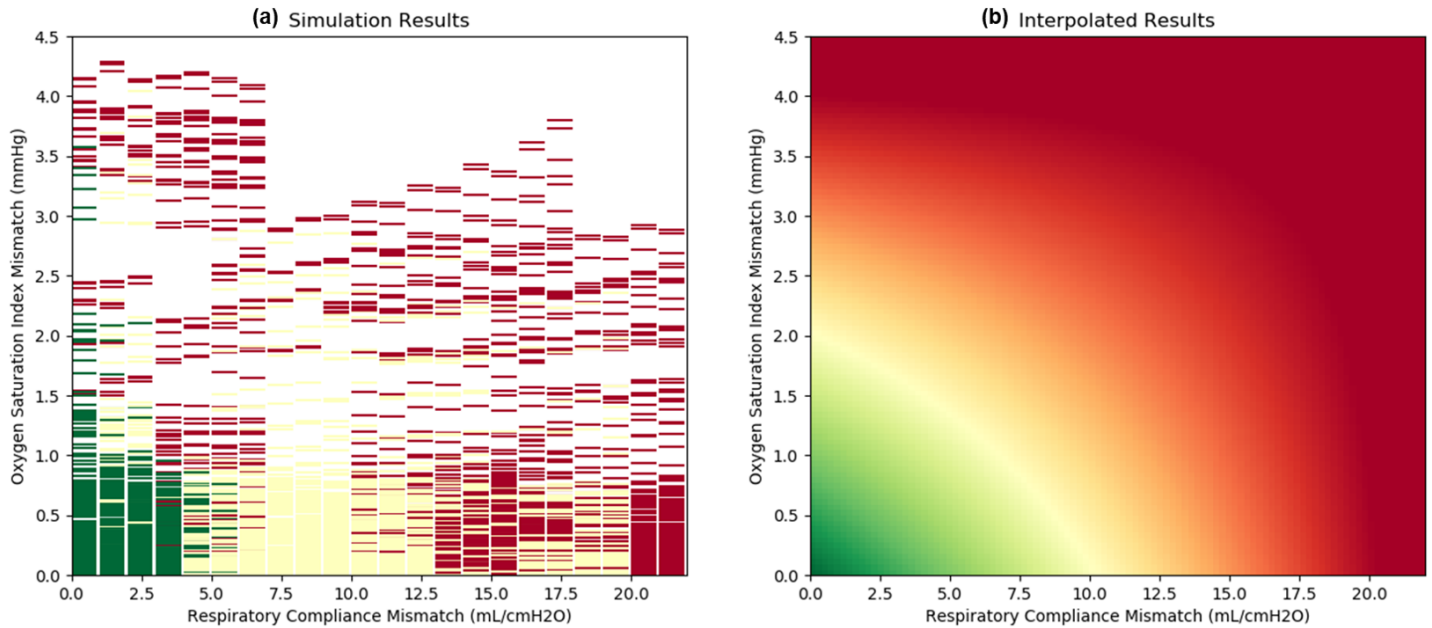 (a) Simulation Results
4.5
4.0
3.5
3.0
2.5
2.0
1.5
1.0
0.5
0.0
Oxygen Saturation Index Mismatch (mmHg)
0.0 2.5 5.0 7.5 10.0 12.5 15.0 17.5 20.0
Respiratory Compliance Mismatch (mL/cmH2O)
(b) Interpolated Results
4.5
4.0
3.5
3.0
2.5
2.0
1.5
1.0
0.5
0.0
Oxygen Saturation Index Mismatch (mmHg)
0.0 2.5 5.0 7.5 10.0 12.5 15.0 17.5 20.0
Respiratory Compliance Mismatch (mL/cmH2O)